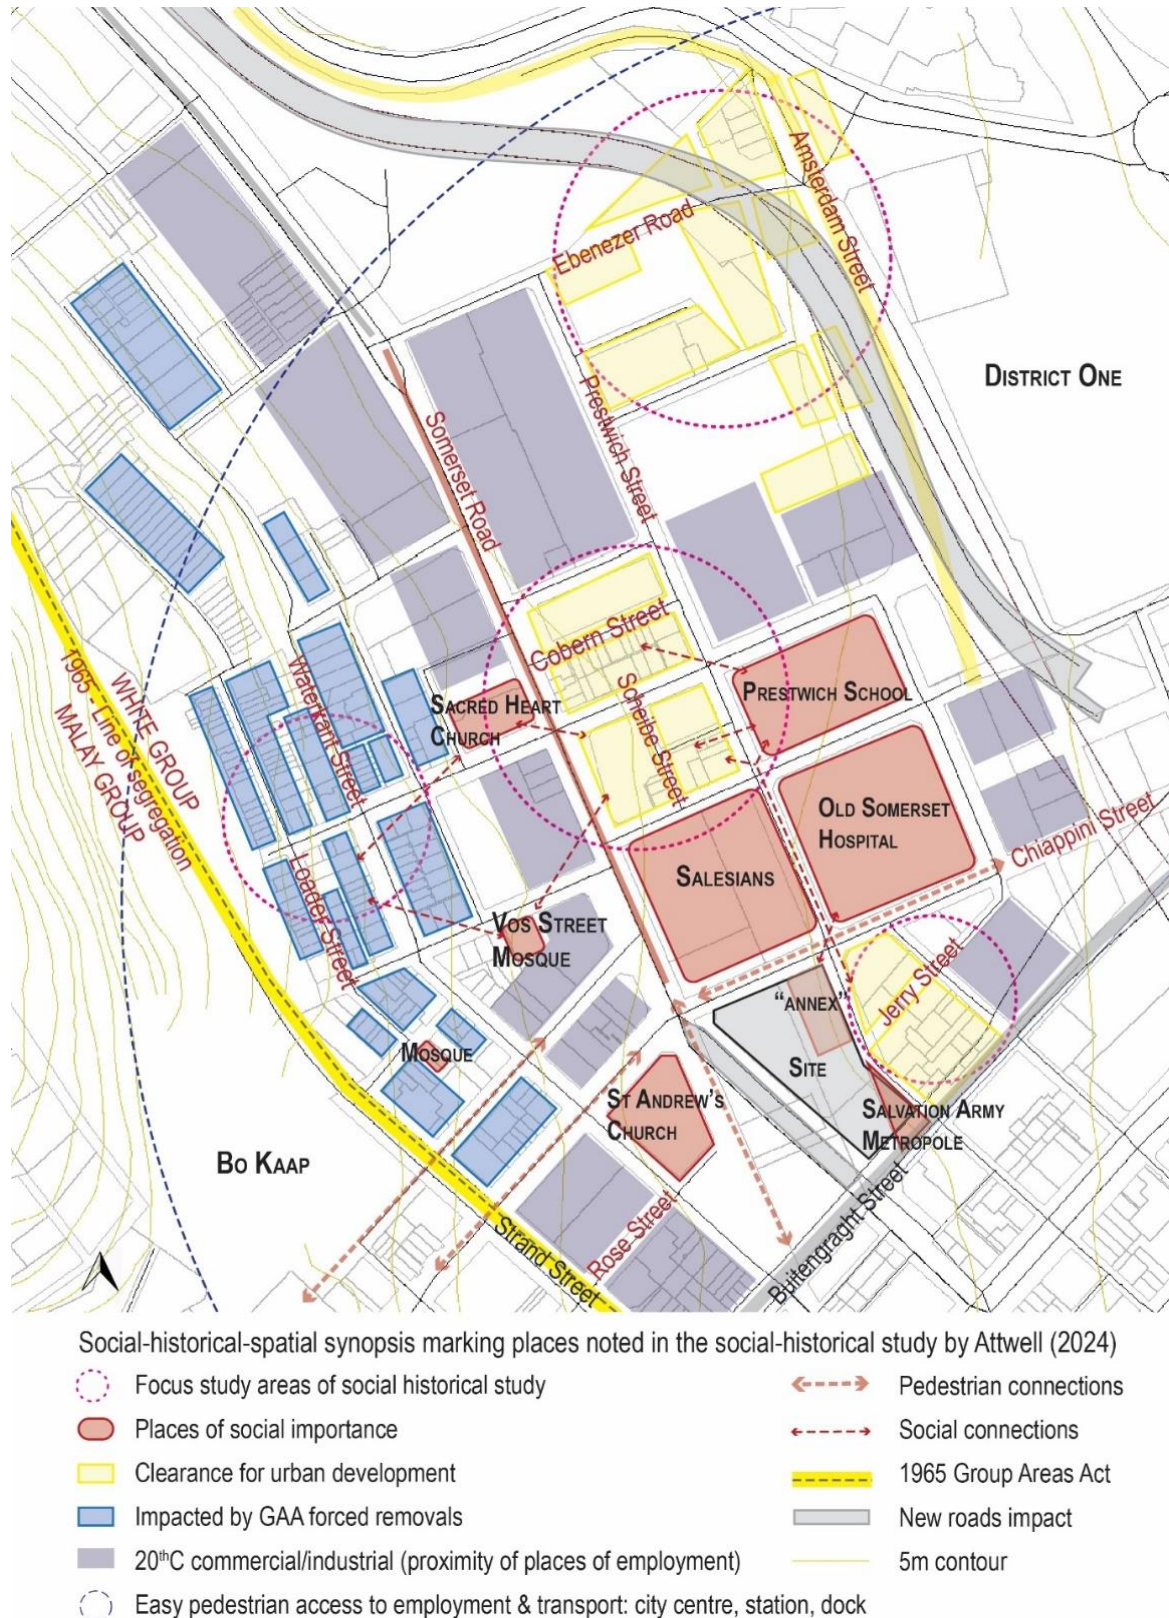 Amsterdam Street
Ebenezer Road
DISTRICT ONE
Prestwich Street
Somerset Road
Cobern Street
Scheibe Street
PRESTWICH SCHOOL
SACRED HEART
CHURCH
Waterkant Street
WHITE GROUP
1965 - Line of segregation
MALAY GROUP
OLD SOMERSET
HOSPITAL
Chiappini Street
SALESIANS
Loader Street
VOS STREET
MOSQUE
Jerry Street
"ANNEX"
MOSQUE
SITE
ST ANDREW'S
CHURCH
SALVATION ARMY
METROPOLE
BO KAAP
Rose Street
Strand Street
Buitengraght Street
Social-historical-spatial synopsis marking places noted in the social-historical study by Attwell (2024)
Focus study areas of social historical study
Places of social importance
Clearance for urban development
Impacted by GAA forced removals
20thC commercial/industrial (proximity of places of employment)
Easy pedestrian access to employment & transport: city centre, station, dock
Pedestrian connections
Social connections
1965 Group Areas Act
New roads impact
5m contour